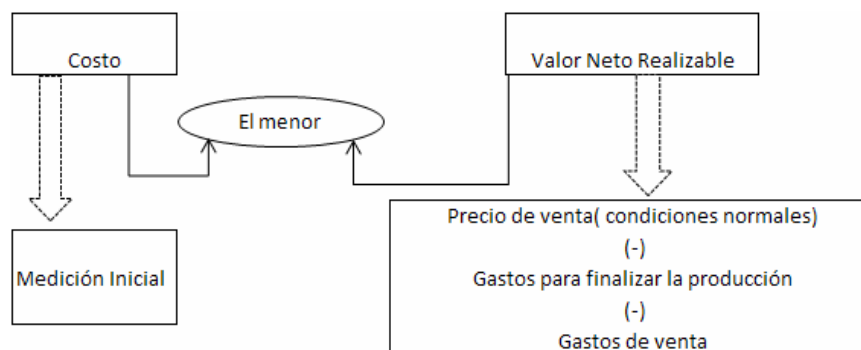 Costo
Valor Neto Realizable
El menor
Medición Inicial
Precio de venta( condiciones normales)
(-)
Gastos para finalizar la producción
(-)
Gastos de venta